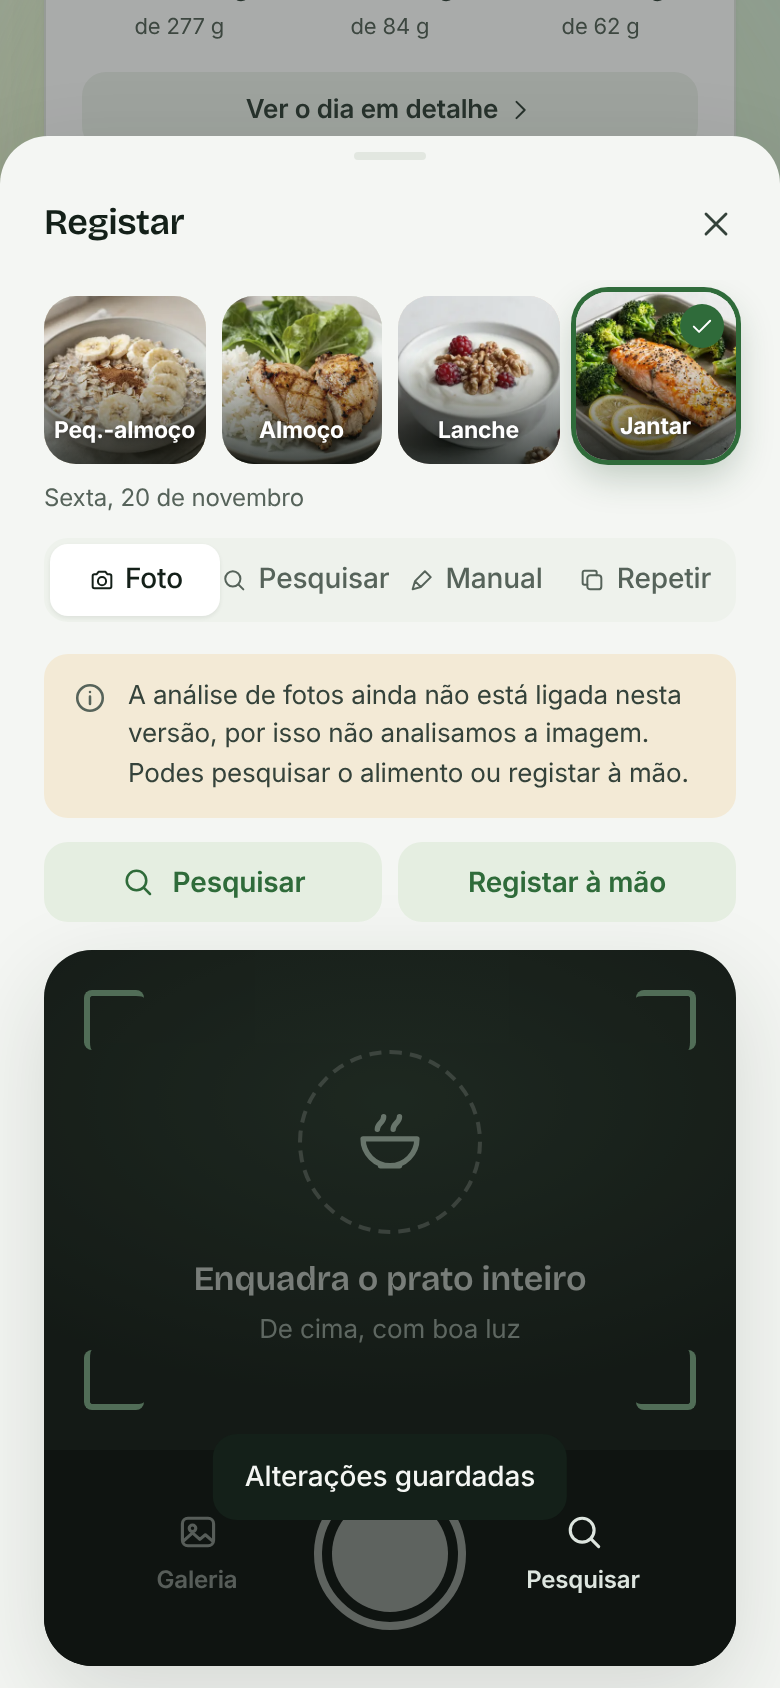 de 277 g
de 84 g
de 62 g
Ver o dia em detalhe
Registar
Peq.-almoço
Almoço
Lanche
Jantar
Sexta, 20 de novembro
Foto
Pesquisar
Manual
Repetir
A análise de fotos ainda não está ligada nesta
versão, por isso não analisamos a imagem.
Podes pesquisar o alimento ou registar à mão.
Pesquisar
Registar à mão
Enquadra o prato inteiro
De cima, com boa luz
Alterações guardadas
Galeria
Pesquisar